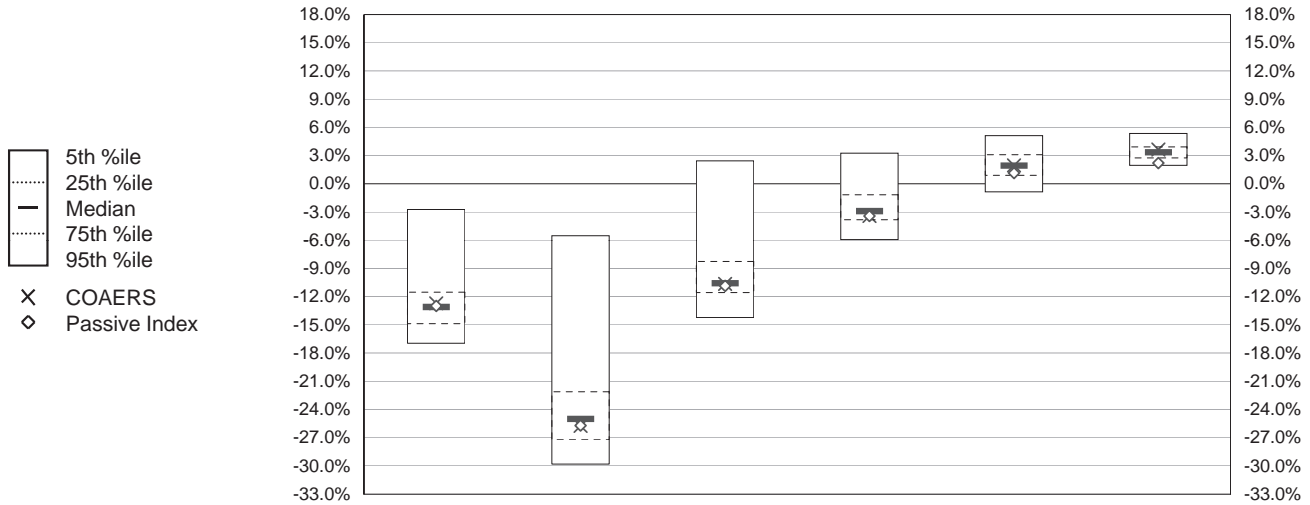 18.0% 18.0%
15.0% 15.0%
12.0% 12.0%
9.0% 9.0%
6.0% 6.0%
3.0% 3.0%
0.0% 0.0%
-3.0% -3.0%
-6.0% -6.0%
-9.0% -9.0%
-12.0% -12.0%
-15.0% -15.0%
-18.0% -18.0%
-21.0% -21.0%
-24.0% -24.0%
-27.0% -27.0%
-30.0% -30.0%
-33.0% -33.0%
5th %ile
25th %ile
Median
75th %ile
95th %ile
COAERS
Passive Index